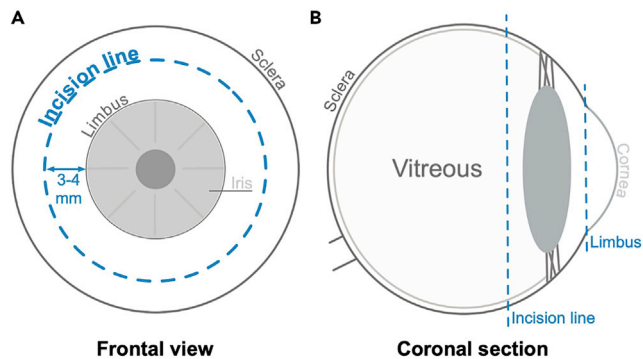 A
Incision line
Sclera
Limbus
3-4
mm
Iris
Frontal view
B
Sclera
Vitreous
Cornea
Limbus
Incision line
Coronal section